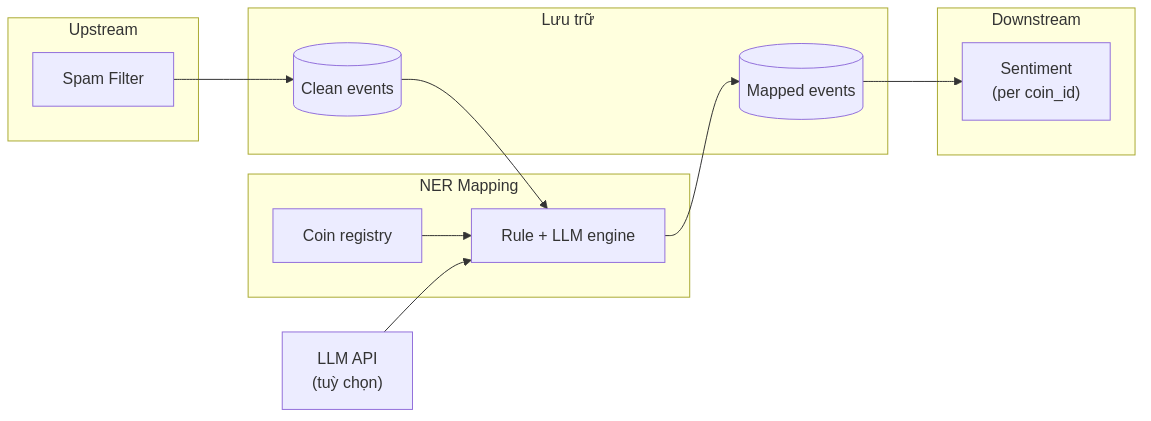 Upstream
Spam Filter
Lưu trữ
Clean events
Mapped events
Downstream
Sentiment
(per coin_id)
NER Mapping
Coin registry
Rule + LLM engine
LLM API
(tuỳ chọn)